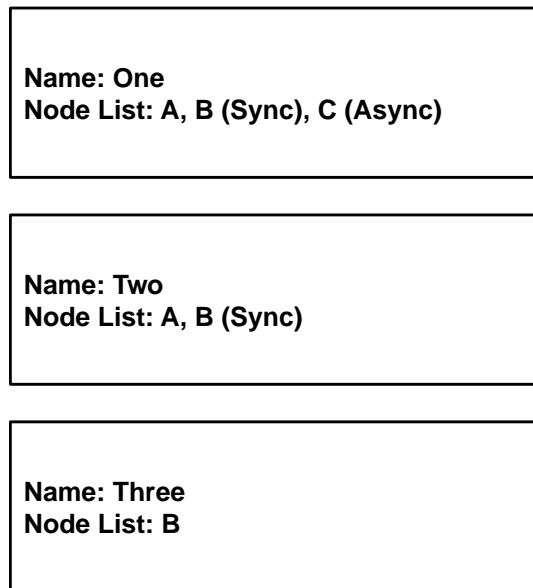 Name: One
Node List: A, B (Sync), C (Async)
Name: Two
Node List: A, B (Sync)
Name: Three
Node List: B